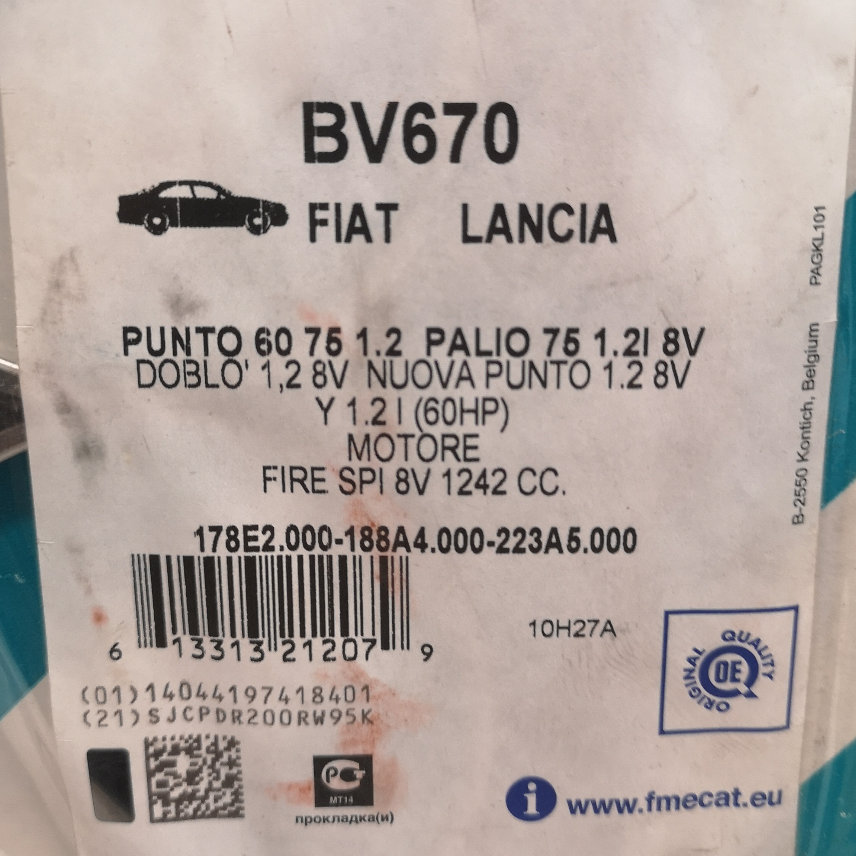 BV670
FIAT LANCIA
PUNTO 60 75 1.2 PALIO 75 1.2I 8V
DOBLO' 1,2 8V NUOVA PUNTO 1.2 8V
Y 1.2 I (60HP)
MOTORE
FIRE SPI 8V 1242 CC.
178E2.000-188A4.000-223A5.000
6 13313 21207 9
10H27A
(01)14044197418401
(21)SJCPDR200RW95K
ORIGINAL QUALITY
OE
РСТ
МТ14
прокладка(и)
i www.fmecat.eu
B-2550 Kontich, Belgium PAGKL101